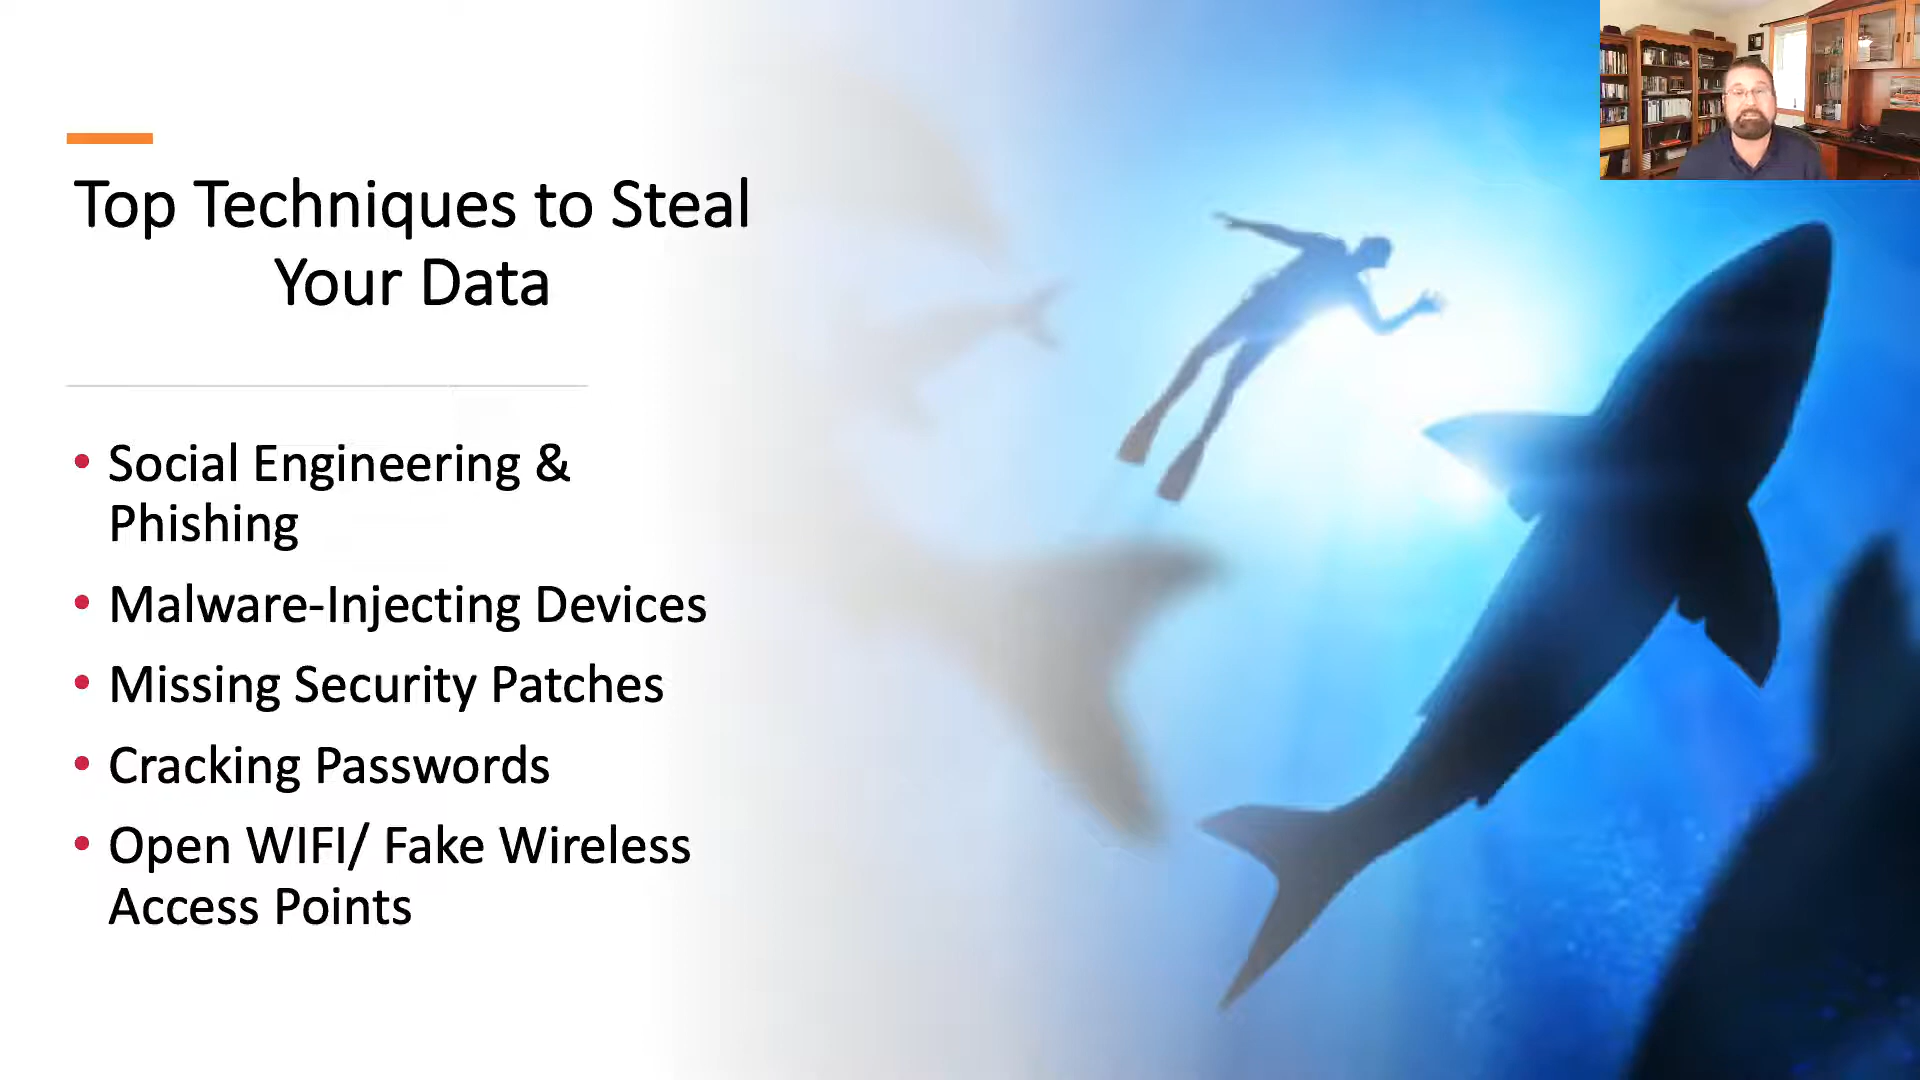 Top Techniques to Steal
Your Data
• Social Engineering &
Phishing
• Malware-Injecting Devices
• Missing Security Patches
• Cracking Passwords
• Open WIFI/ Fake Wireless
Access Points